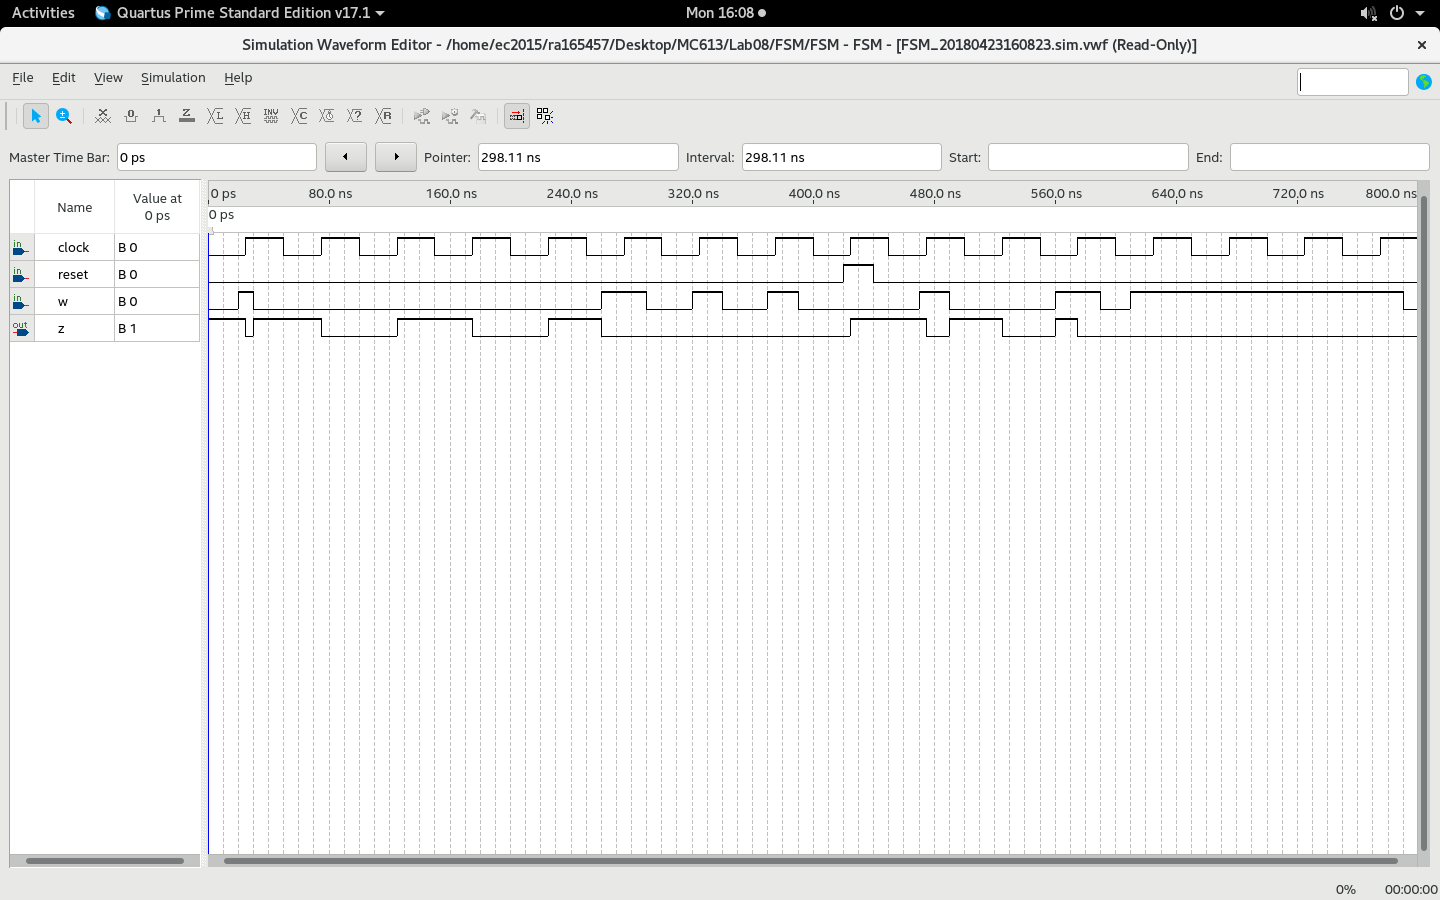 Activities Quartus Prime Standard Edition v17.1 Mon 16:08
Simulation Waveform Editor - /home/ec2015/ra165457/Desktop/MC613/Lab08/FSM/FSM - FSM - [FSM_20180423160823.sim.vwf (Read-Only)]
File Edit View Simulation Help
Master Time Bar: 0 ps Pointer: 298.11 ns Interval: 298.11 ns Start: End:
Name Value at 0 ps
0 ps 80.0 ns 160.0 ns 240.0 ns 320.0 ns 400.0 ns 480.0 ns 560.0 ns 640.0 ns 720.0 ns 800.0 ns
0 ps
in clock B 0
in reset B 0
in w B 0
out z B 1
0% 00:00:00